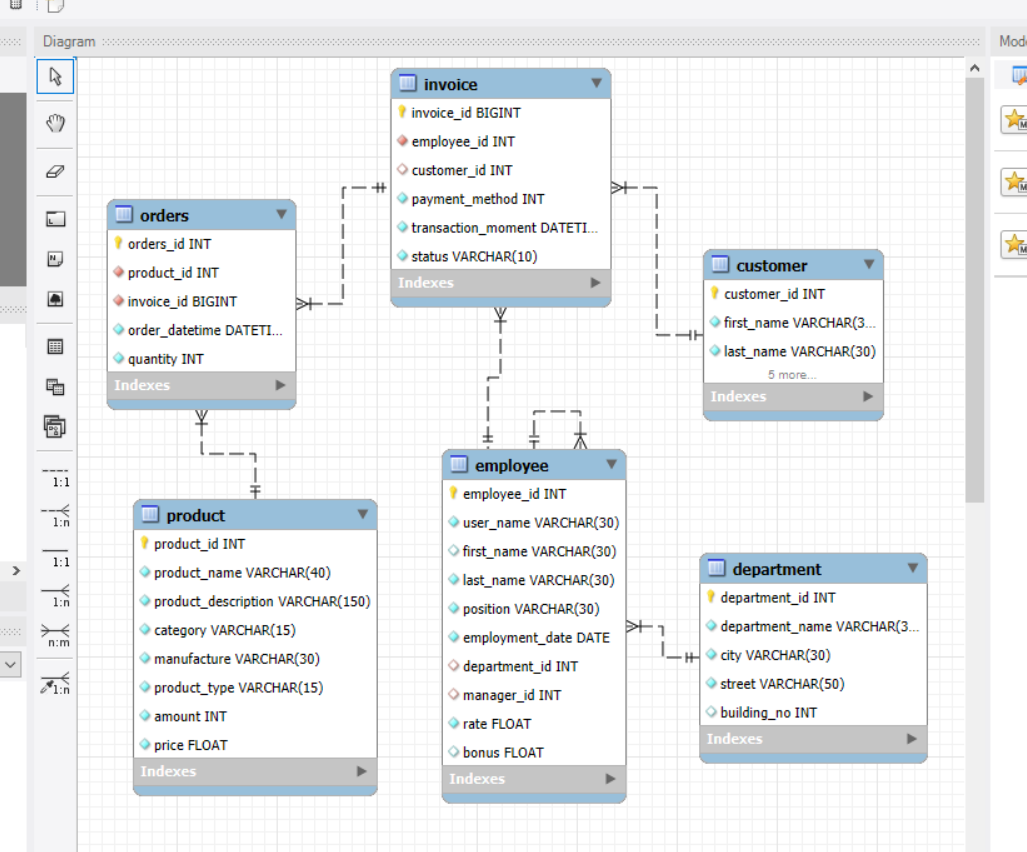 Diagram
Mod
invoice
invoice_id BIGINT
employee_id INT
customer_id INT
payment_method INT
transaction_moment DATETI...
status VARCHAR(10)
Indexes
orders
orders_id INT
product_id INT
invoice_id BIGINT
order_datetime DATETI...
quantity INT
Indexes
customer
customer_id INT
first_name VARCHAR(3...
last_name VARCHAR(30)
5 more...
Indexes
product
product_id INT
product_name VARCHAR(40)
product_description VARCHAR(150)
category VARCHAR(15)
manufacture VARCHAR(30)
product_type VARCHAR(15)
amount INT
price FLOAT
Indexes
employee
employee_id INT
user_name VARCHAR(30)
first_name VARCHAR(30)
last_name VARCHAR(30)
position VARCHAR(30)
employment_date DATE
department_id INT
manager_id INT
rate FLOAT
bonus FLOAT
Indexes
department
department_id INT
department_name VARCHAR(3...
city VARCHAR(30)
street VARCHAR(50)
building_no INT
Indexes
1:1
1:n
1:1
1:n
n:m
1:n
M
M
M